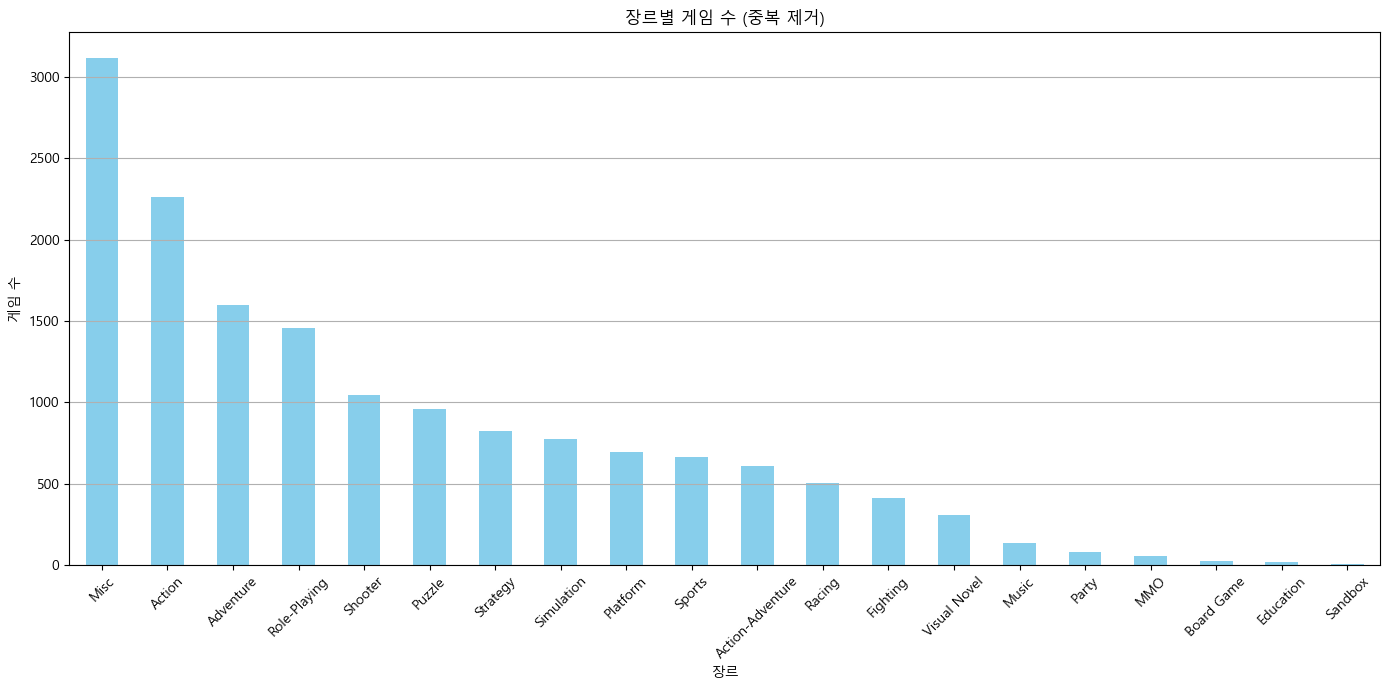 장르별 게임 수 (중복 제거)
게임 수
3000
2500
2000
1500
1000
500
0
Misc
Action
Adventure
Role-Playing
Shooter
Puzzle
Strategy
Simulation
Platform
Sports
Action-Adventure
Racing
Fighting
Visual Novel
Music
Party
MMO
Board Game
Education
Sandbox
장르